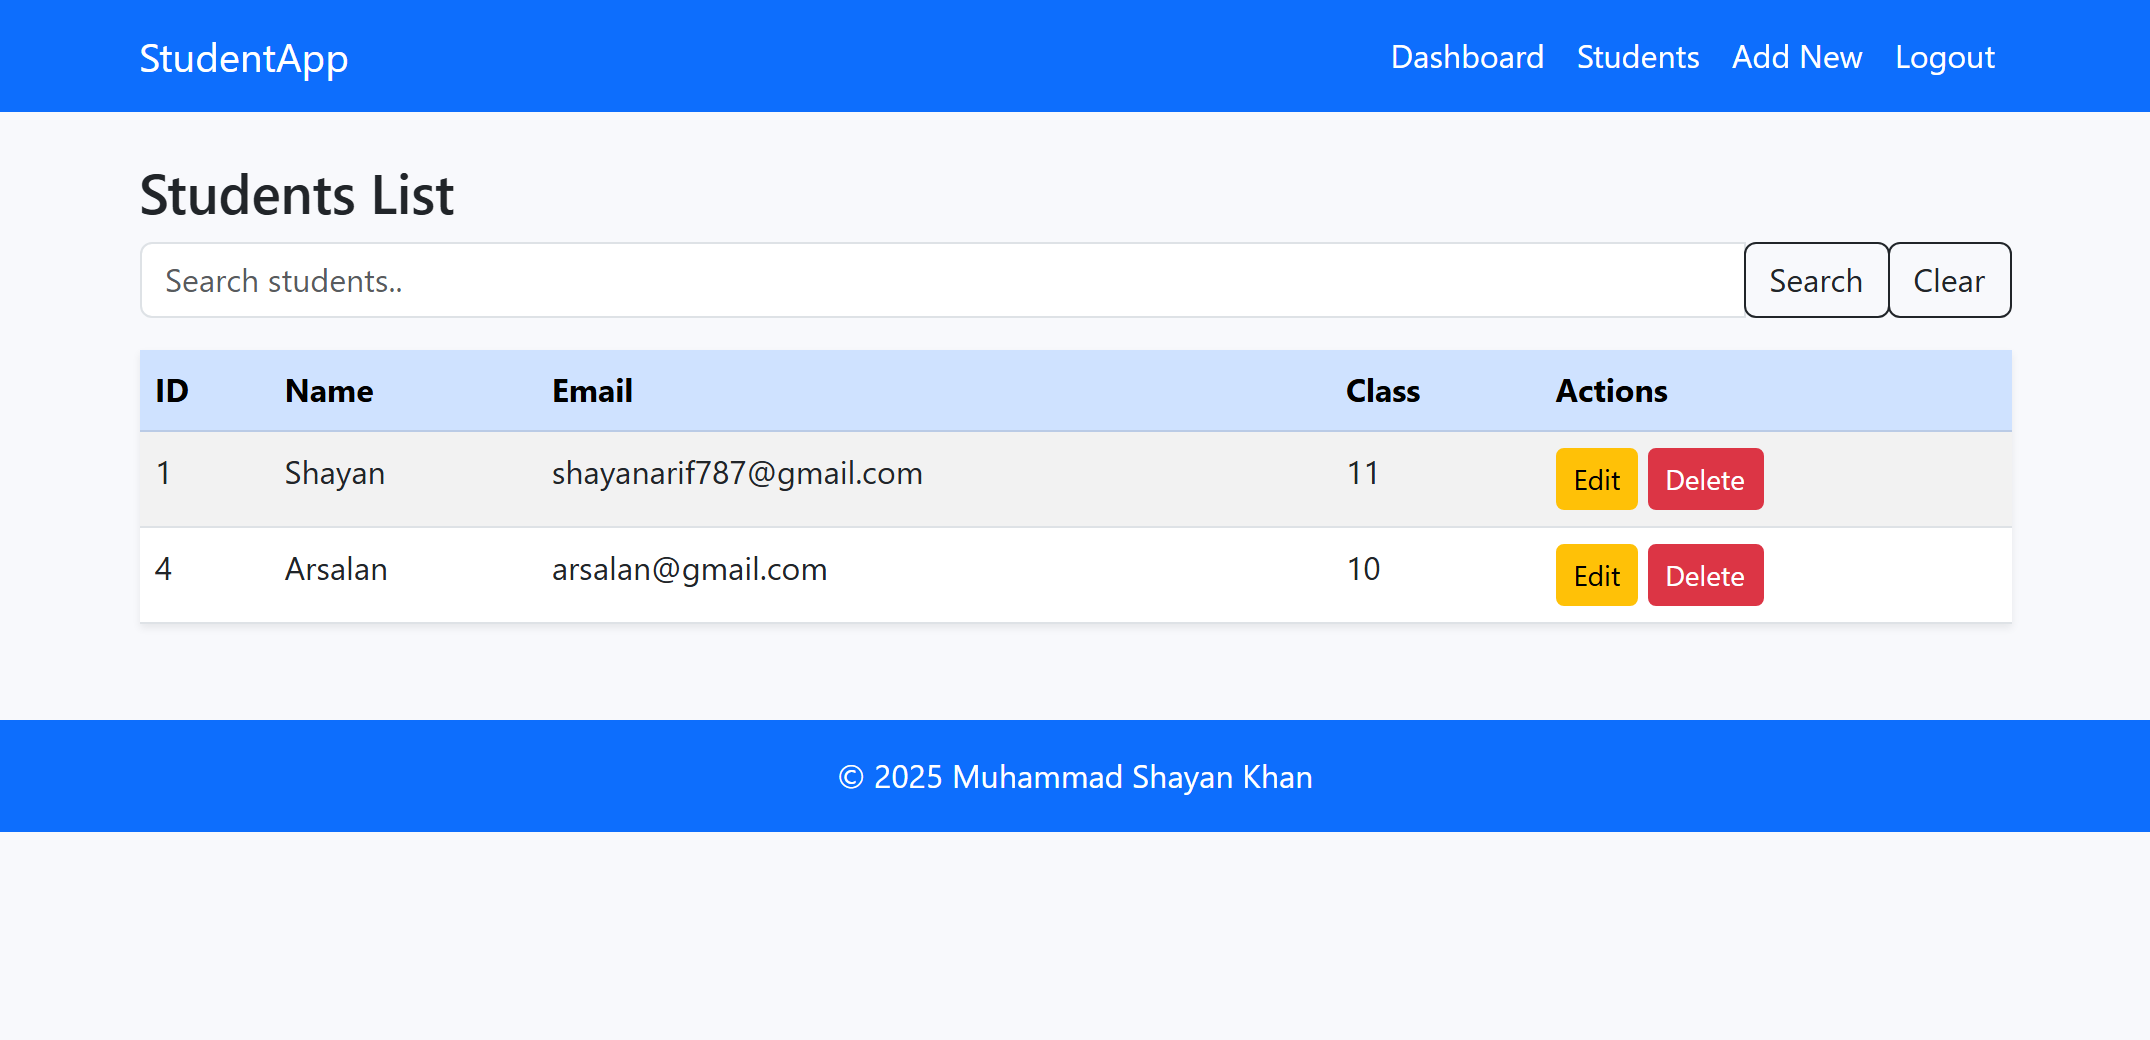 StudentApp Dashboard Students Add New Logout
Students List
Search students.. Search Clear
ID Name Email Class Actions
1 Shayan shayanarif787@gmail.com 11 Edit Delete
4 Arsalan arsalan@gmail.com 10 Edit Delete
© 2025 Muhammad Shayan Khan